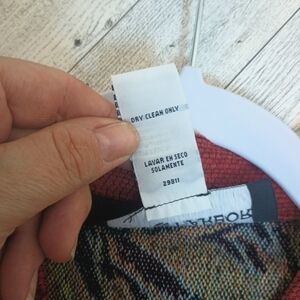 DRY CLEAN ONLY
LAVAR EN SECO
SOLAMENTE
29811